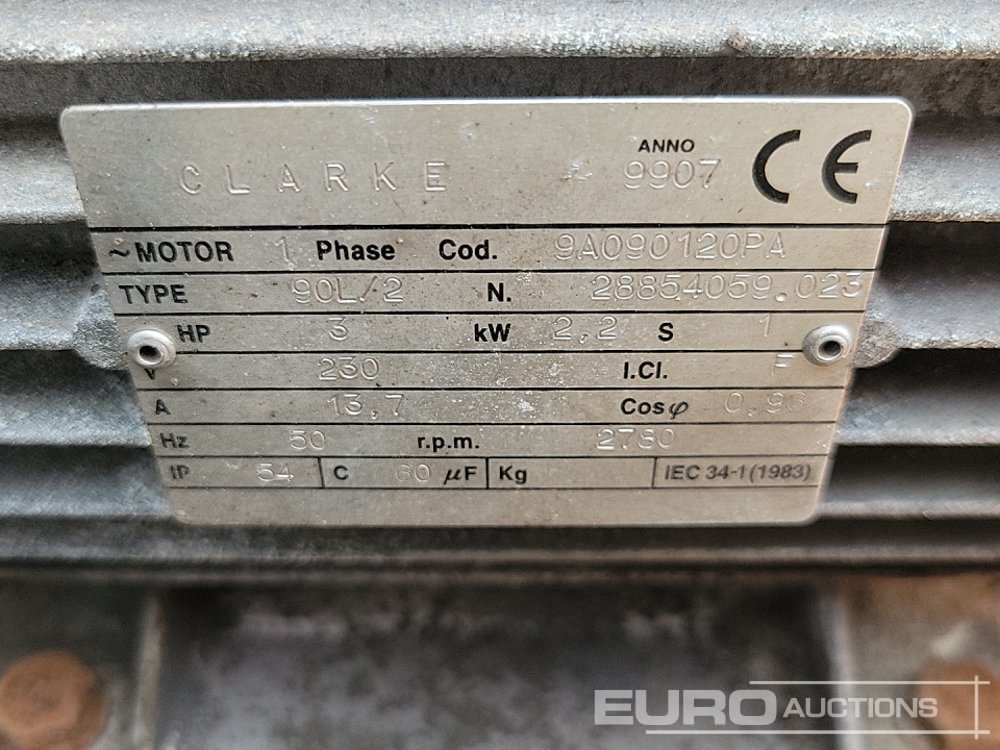 CLARKE ANNO 9907 CE
~MOTOR 1 Phase Cod. 9A090120PA
TYPE 90L/2 N. 28854059.023
HP 3 kW 2,2 S 1
V 230 I.Cl. F
A 13,7 Cosφ 0,96
Hz 50 r.p.m. 2780
IP 54 C µF Kg IEC 34-1(1983)
EURO AUCTIONS